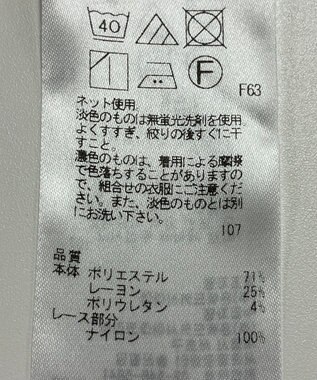 40
F
F63
ネット使用
淡色のものは無蛍光洗剤を使用
よくすすぎ、絞りの後すぐに干
すこと。
濃色のものは、着用による摩擦
で色落ちすることがあります
ので、組合せの衣服にご注意くだ
さい。また、淡色のものとは別
にお洗い下さい。
107
品質
本体 ポリエステル 71%
レーヨン 25%
ポリウレタン 4%
レース部分
ナイロン 100%